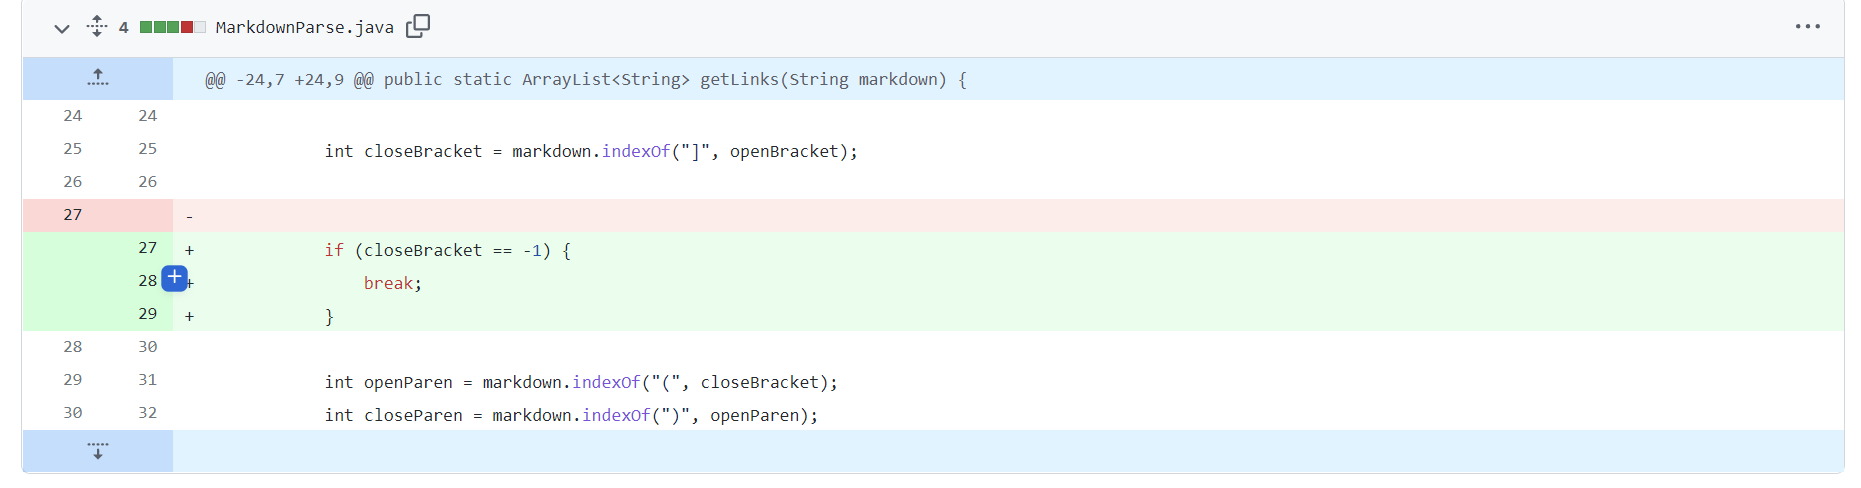 4 MarkdownParse.java
@@ -24,7 +24,9 @@ public static ArrayList<String> getLinks(String markdown) {
24 24
25 25 int closeBracket = markdown.indexOf("]", openBracket);
26 26
27 -
27 + if (closeBracket == -1) {
28 + break;
29 + }
28 30
29 31 int openParen = markdown.indexOf("(", closeBracket);
30 32 int closeParen = markdown.indexOf(")", openParen);